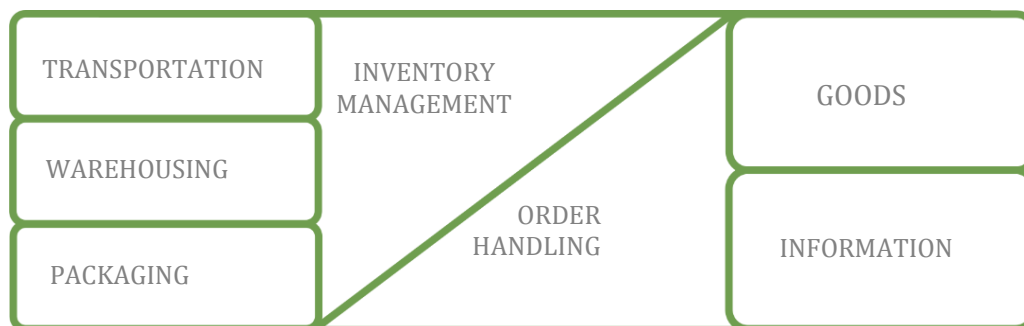 TRANSPORTATION
WAREHOUSING
PACKAGING
INVENTORY
MANAGEMENT
ORDER
HANDLING
GOODS
INFORMATION